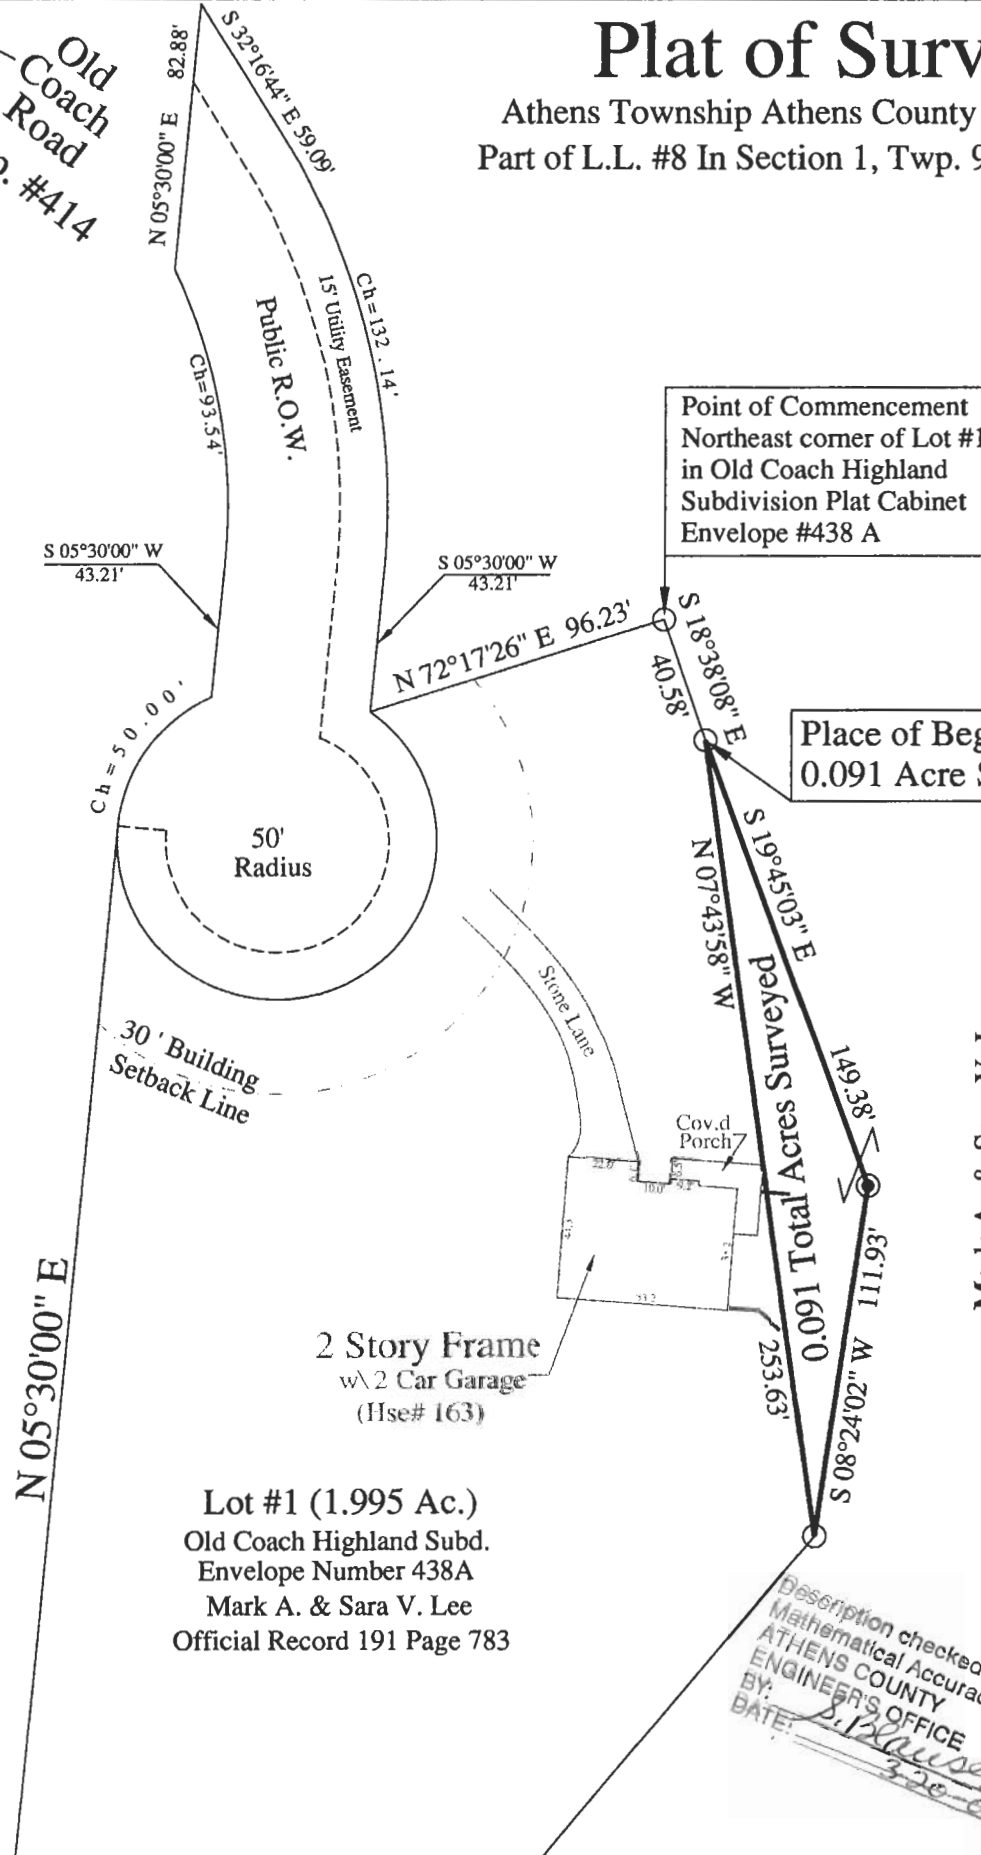 Plat of Surv
Athens Township Athens County
Part of L.L. #8 In Section 1, Twp. 9
Old
Coach
Road
#414
N 05°30'00" E 82.88'
S 32°16'44" E 59.09'
Ch=132.14'
15' Utility Easement
Public R.O.W.
Ch=93.54'
S 05°30'00" W
43.21'
S 05°30'00" W
43.21'
Point of Commencement
Northeast corner of Lot #1
in Old Coach Highland
Subdivision Plat Cabinet
Envelope #438 A
N 72°17'26" E 96.23'
S 18°38'08" E
40.58'
Place of Beg
0.091 Acre S
Ch=50.00'
50'
Radius
S 19°45'03" E
149.38'
N 07°43'58" W
253.63'
0.091 Total Acres Surveyed
Stone Lane
30' Building
Setback Line
Cov.d
Porch
10.0'
33.2
S 08°24'02" W 111.93'
2 Story Frame
w\ 2 Car Garage
(Hse# 163)
N 05°30'00" E
Lot #1 (1.995 Ac.)
Old Coach Highland Subd.
Envelope Number 438A
Mark A. & Sara V. Lee
Official Record 191 Page 783
Description checked
Mathematical Accurac
ATHENS COUNTY
ENGINEER'S OFFICE
BY:
DATE: 3-20-0